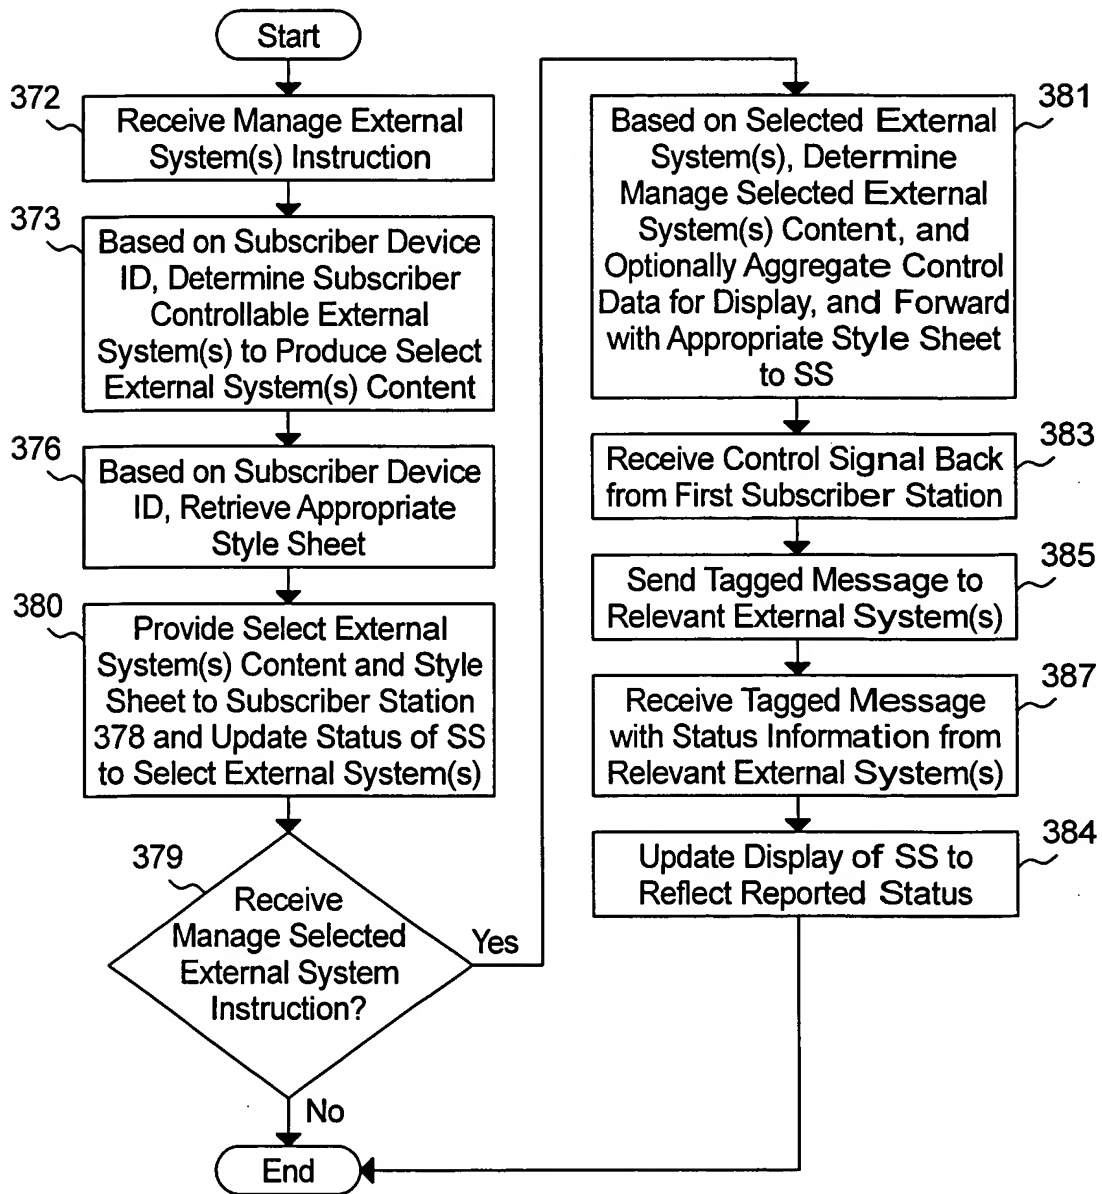 Start
372
Receive Manage External
System(s) Instruction
373
Based on Subscriber Device
ID, Determine Subscriber
Controllable External
System(s) to Produce Select
External System(s) Content
376
Based on Subscriber Device
ID, Retrieve Appropriate
Style Sheet
380
Provide Select External
System(s) Content and Style
Sheet to Subscriber Station
378 and Update Status of SS
to Select External System(s)
379
Receive
Manage Selected
External System
Instruction?
Yes
No
End
381
Based on Selected External
System(s), Determine
Manage Selected External
System(s) Content, and
Optionally Aggregate Control
Data for Display, and Forward
with Appropriate Style Sheet
to SS
383
Receive Control Signal Back
from First Subscriber Station
385
Send Tagged Message to
Relevant External System(s)
387
Receive Tagged Message
with Status Information from
Relevant External System(s)
384
Update Display of SS to
Reflect Reported Status